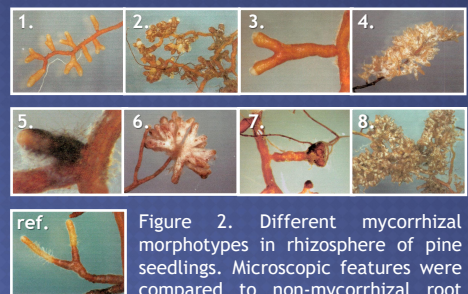 1.
2.
3.
4.
5.
6.
7.
8.
ref.
Figure 2. Different mycorrhizal
morphotypes in rhizosphere of pine
seedlings. Microscopic features were
compared to non-mycorrhizal root